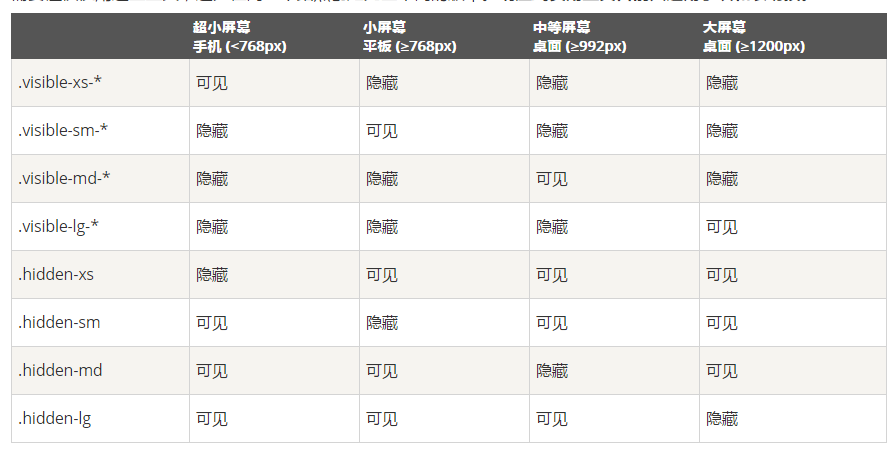 超小屏幕 小屏幕 中等屏幕 大屏幕
手机 (<768px) 平板 (≥768px) 桌面 (≥992px) 桌面 (≥1200px)
.visible-xs-* 可见 隐藏 隐藏 隐藏
.visible-sm-* 隐藏 可见 隐藏 隐藏
.visible-md-* 隐藏 隐藏 可见 隐藏
.visible-lg-* 隐藏 隐藏 隐藏 可见
.hidden-xs 隐藏 可见 可见 可见
.hidden-sm 可见 隐藏 可见 可见
.hidden-md 可见 可见 隐藏 可见
.hidden-lg 可见 可见 可见 隐藏